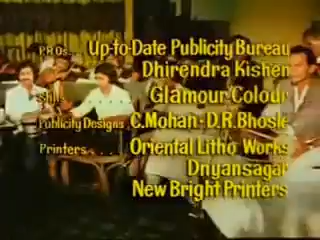 P.R.Os... Up-to-Date Publicity Bureau
Dhirendra Kishen
Stills Glamour Colour
Publicity Designs C.Mohan-D.R.Bhosle
Printers.... Oriental Litho Works
Dnyansagar
New Bright Printers